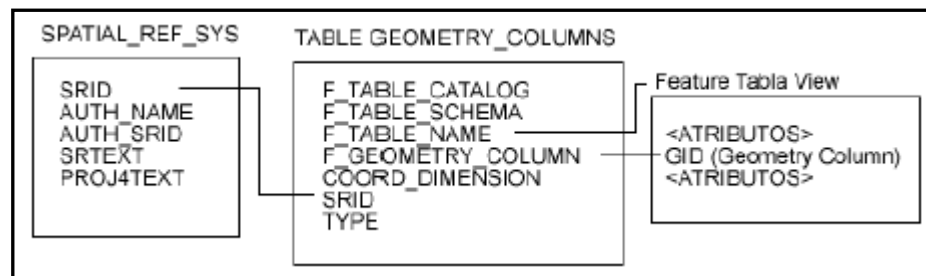 SPATIAL_REF_SYS
SRID
AUTH_NAME
AUTH_SRID
SRTEXT
PROJ4TEXT
TABLE GEOMETRY_COLUMNS
F_TABLE_CATALOG
F_TABLE_SCHEMA
F_TABLE_NAME
F_GEOMETRY_COLUMN
COORD_DIMENSION
SRID
TYPE
Feature Tabla View
<ATRIBUTOS>
GID (Geometry Column)
<ATRIBUTOS>